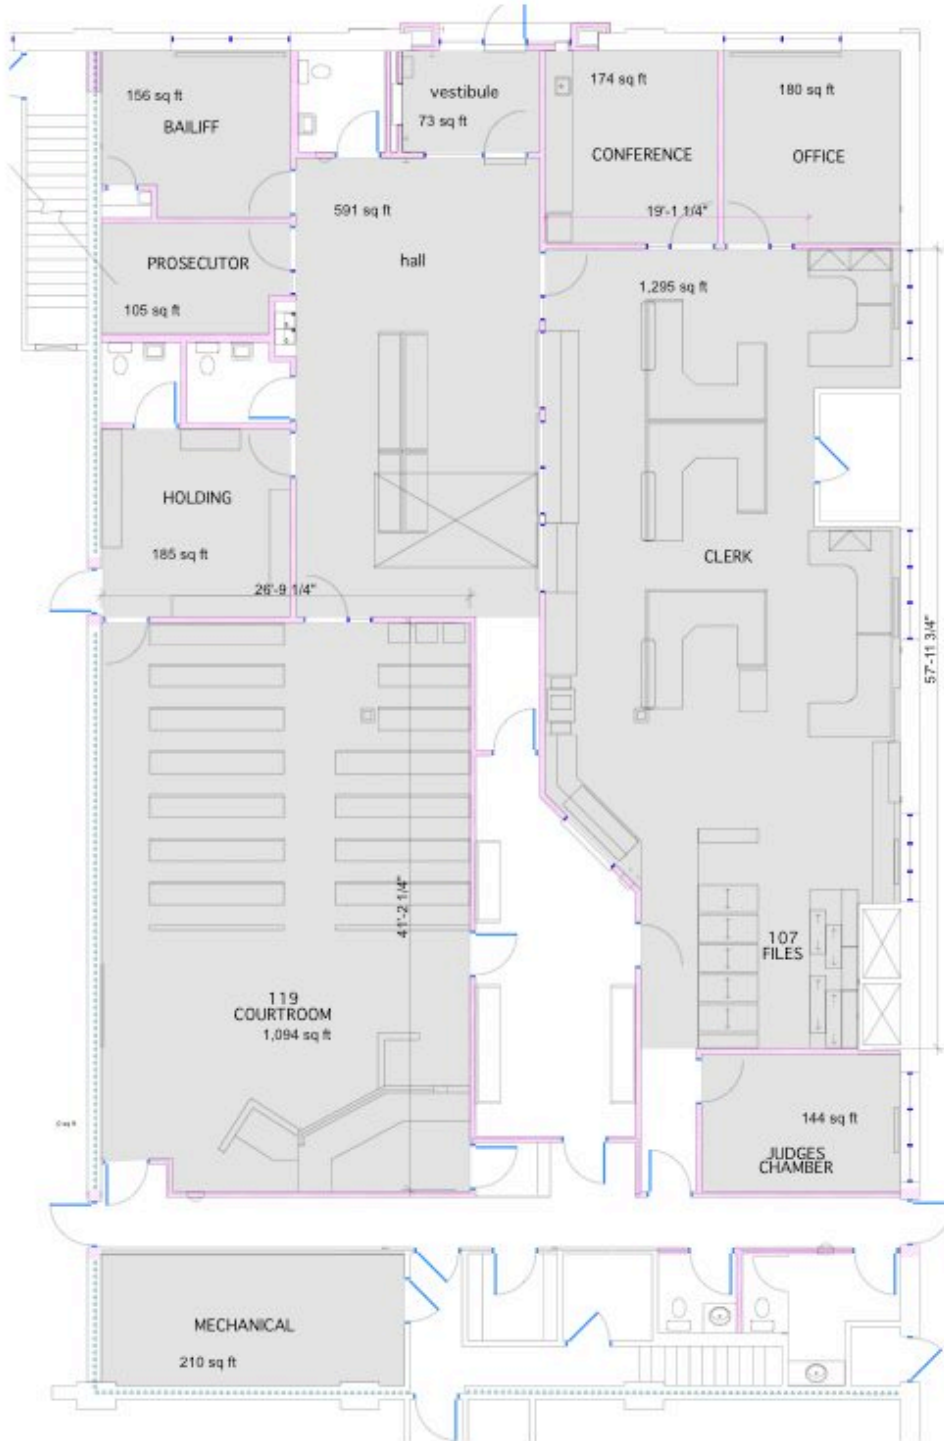 vestibule
73 sq ft
156 sq ft
BAILIFF
174 sq ft
CONFERENCE
180 sq ft
OFFICE
591 sq ft
hall
19'-1 1/4"
PROSECUTOR
105 sq ft
1,295 sq ft
HOLDING
185 sq ft
26'-9 1/4"
CLERK
57'-11 3/4"
41'-2 1/4"
107
FILES
119
COURTROOM
1,094 sq ft
0 sq ft
144 sq ft
JUDGES
CHAMBER
MECHANICAL
210 sq ft